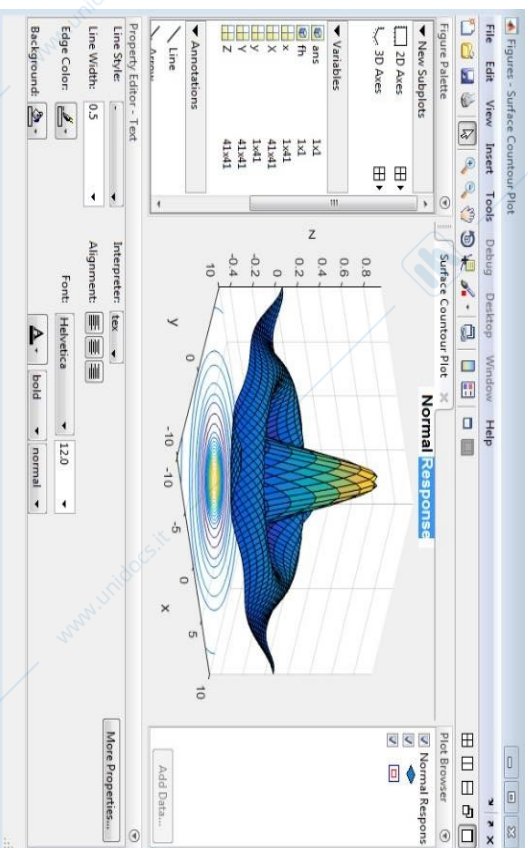 Figures - Surface Countour Plot
File Edit View Insert Tools Debug Desktop Window Help
Figure Palette
New Subplots
2D Axes
3D Axes
Variables
ans 1x1
fh 1x1
x 1x41
X 41x41
y 1x41
Y 41x41
Z 41x41
Annotations
Line
Arrow
Surface Countour Plot
Normal Response
Z
0.8
0.6
0.4
0.2
0
-0.2
-0.4
10
0
-10
y
-10
-5
0
5
10
x
Plot Browser
Normal Respons
Add Data...
Property Editor - Text
Line Style: -
Line Width: 0.5
Edge Color:
Background:
Interpreter: tex
Alignment:
Font: Helvetica 12.0
A bold normal
More Properties...
www.unidocs.it